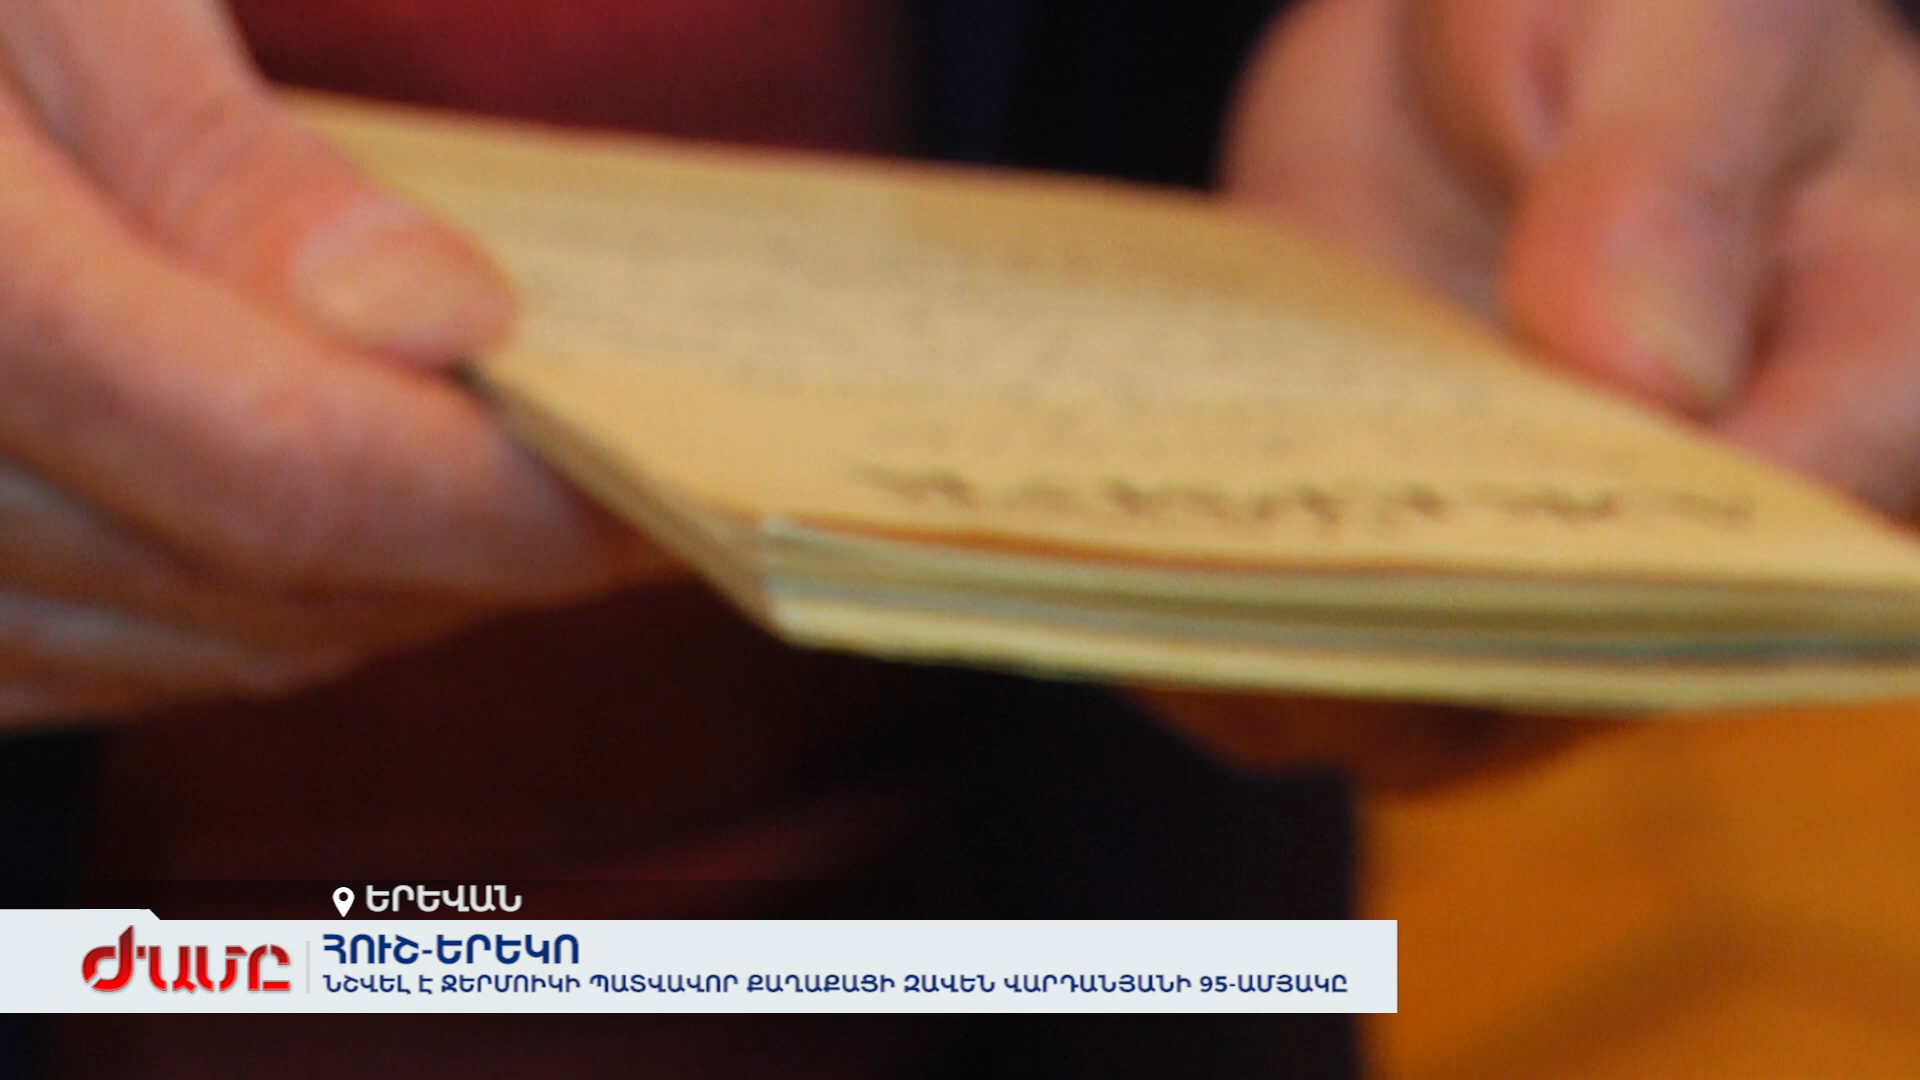 ԵՐԵՎԱՆ
ԺԱՄԸ
ՀՈՒՇ-ԵՐԵԿՈ
ՆՇՎԵԼ Է ՋԵՐՄՈՒԿԻ ՊԱՏՎԱՎՈՐ ՔԱՂԱՔԱՑԻ ԶԱՎԵՆ ՎԱՐԴԱՆՅԱՆԻ 95-ԱՄՅԱԿԸ